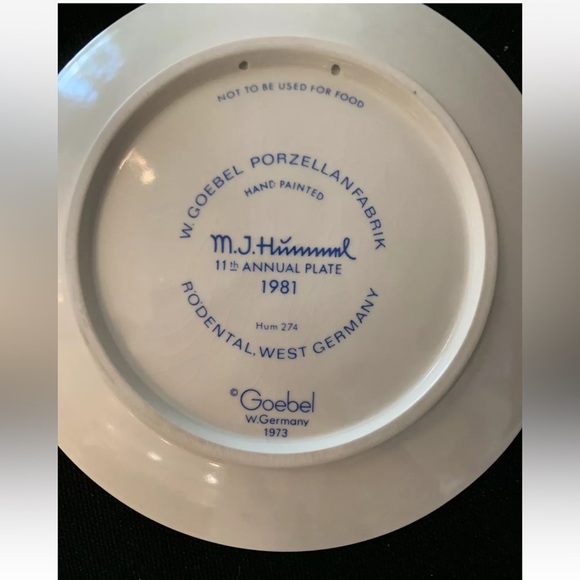 NOT TO BE USED FOR FOOD
W. GOEBEL PORZELLANFABRIK
HAND PAINTED
M.J.Hummel
11th ANNUAL PLATE
1981
Hum 274
RÖDENTAL, WEST GERMANY
© Goebel
W.Germany
1973